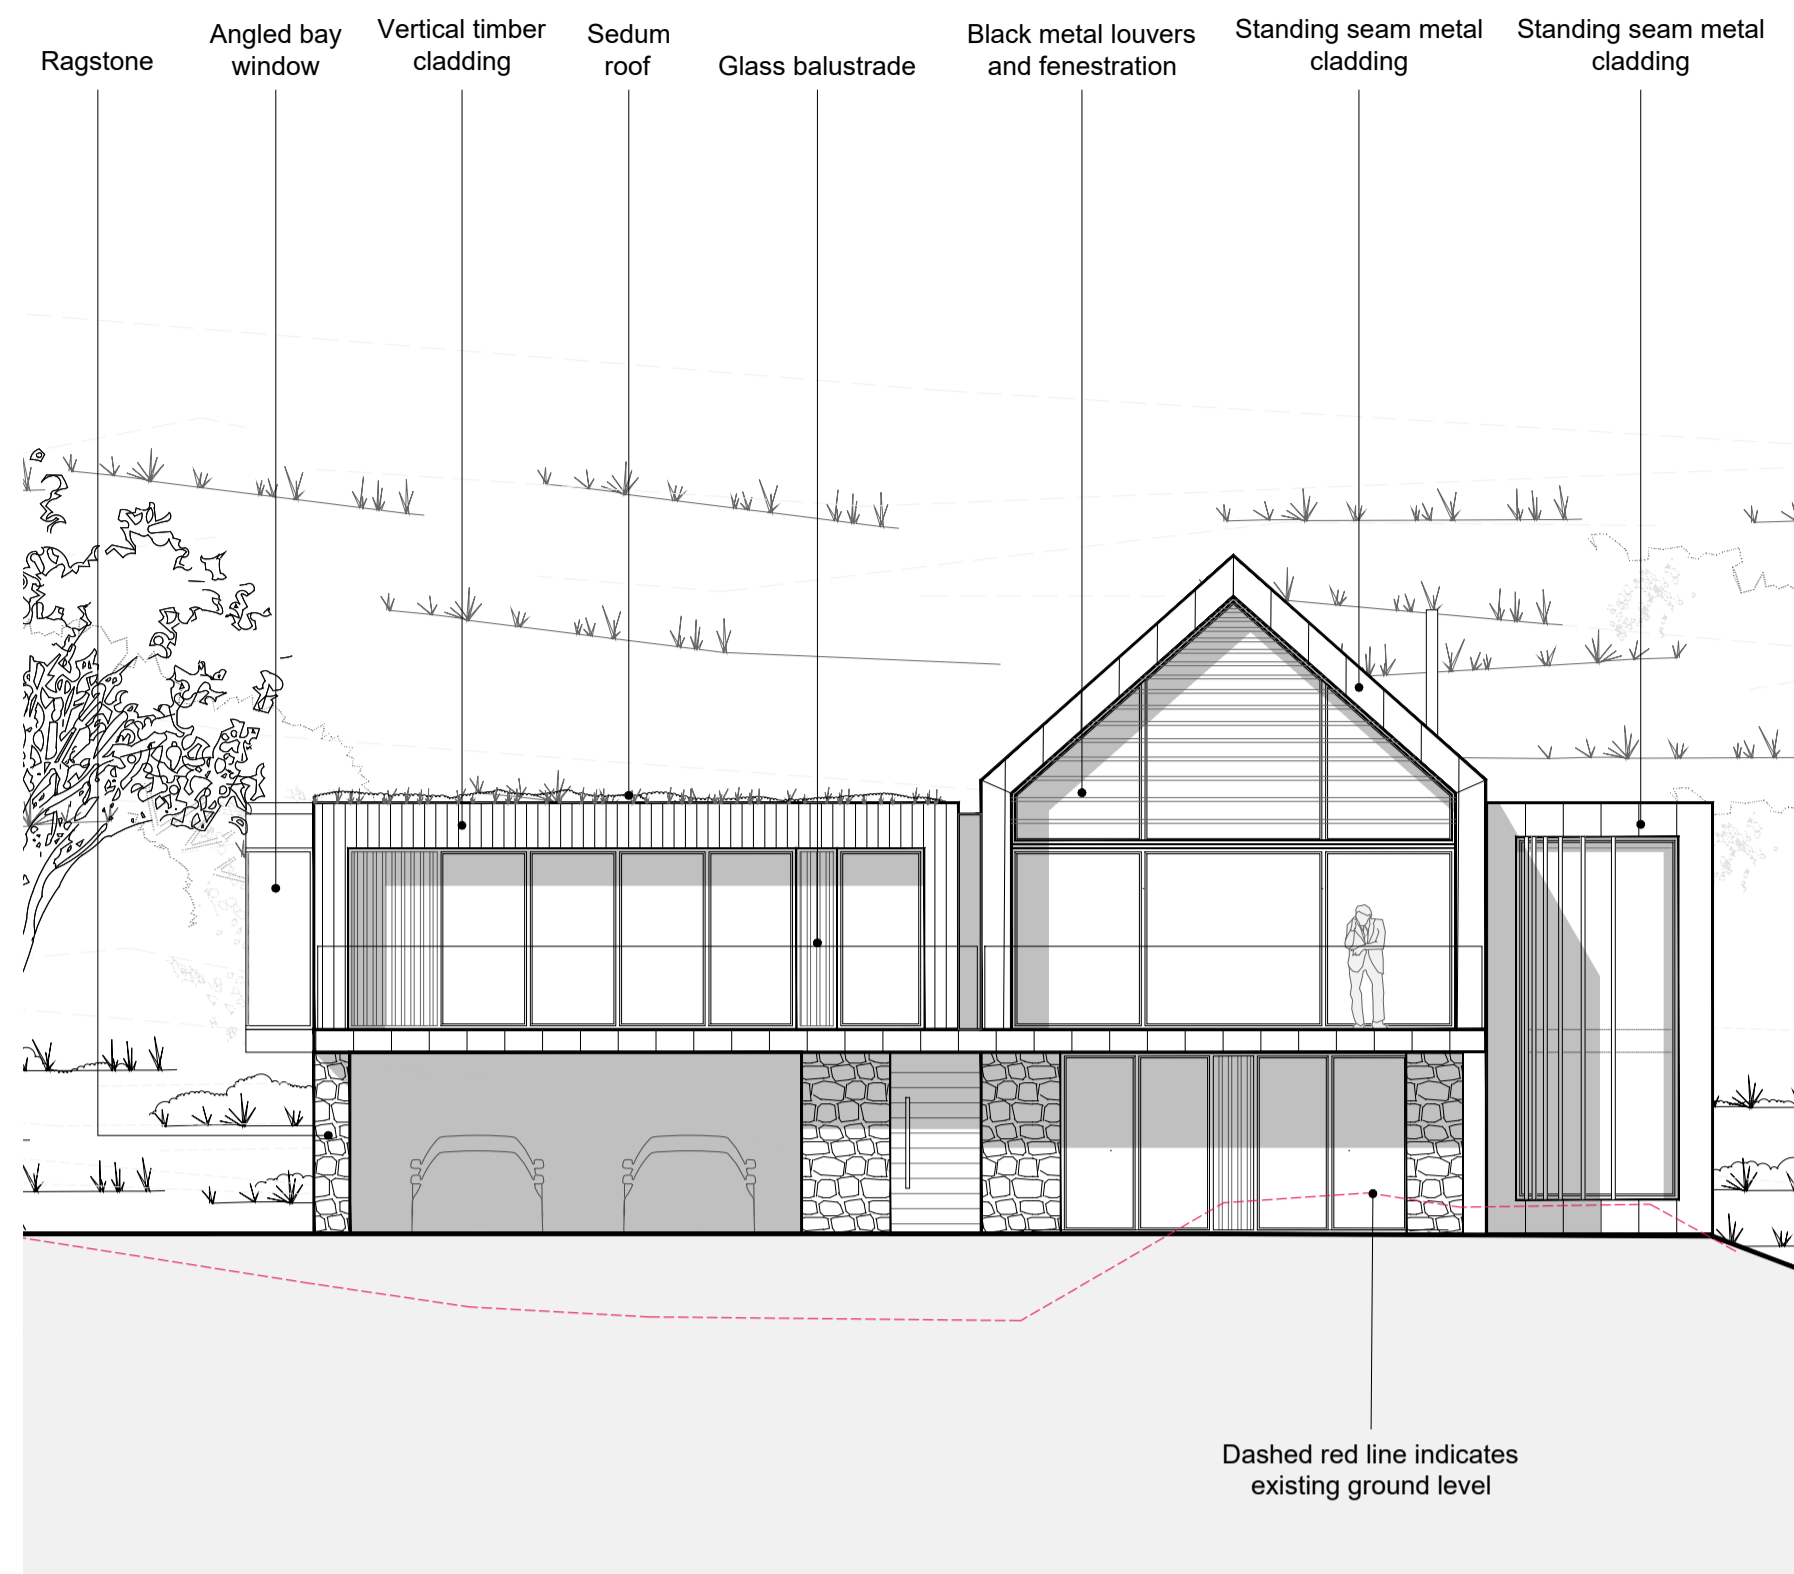 Ragstone
Angled bay
window
Vertical timber
cladding
Sedum
roof
Glass balustrade
Black metal louvers
and fenestration
Standing seam metal
cladding
Standing seam metal
cladding
Dashed red line indicates
existing ground level